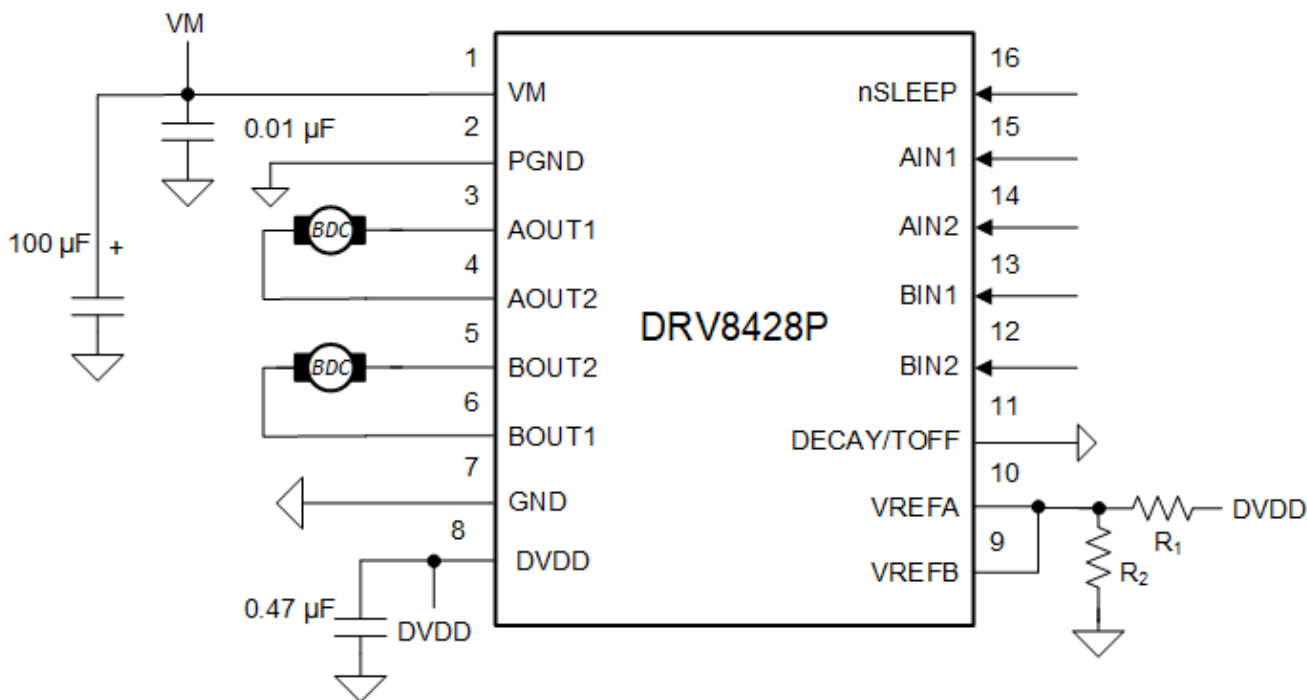 VM
1
VM
0.01 µF
2
PGND
3
BDC
AOUT1
100 µF
+
4
AOUT2
5
BDC
BOUT2
6
BOUT1
7
GND
8
DVDD
0.47 µF
DVDD
DRV8428P
16
nSLEEP
15
AIN1
14
AIN2
13
BIN1
12
BIN2
11
DECAY/TOFF
10
VREFA
DVDD
R1
9
VREFB
R2